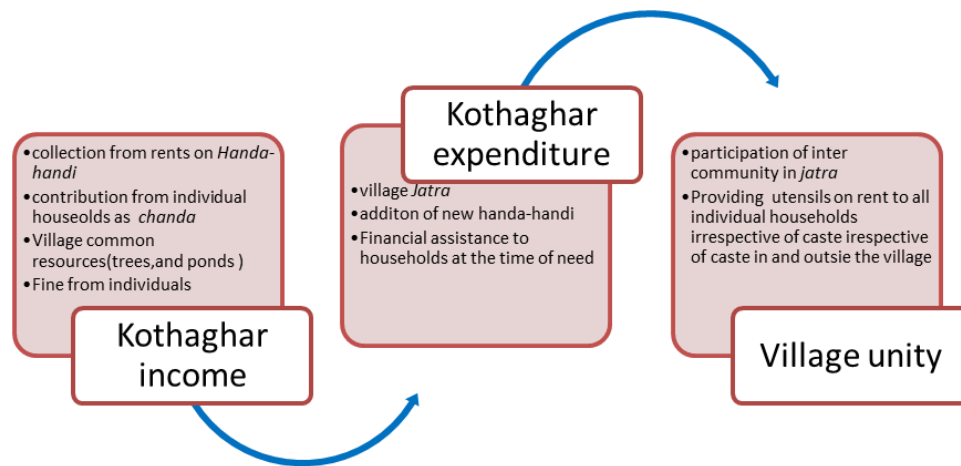 •collection from rents on Handa-
handi
•contribution from individual
houseolds as chanda
•Village common
resources(trees,and ponds )
•Fine from individuals
Kothaghar
income
Kothaghar
expenditure
•village Jatra
•additon of new handa-handi
•Financial assistance to
households at the time of need
•participation of inter
community in jatra
•Providing utensils on rent to all
individual households
irrespective of caste irespective
of caste in and outsie the village
Village unity